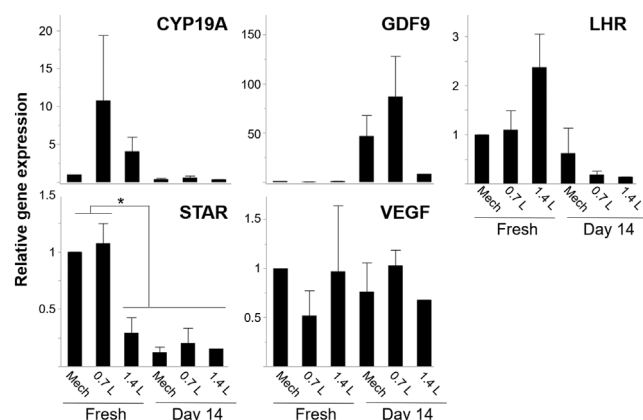 Relative gene expression
CYP19A
20
15
10
5
GDF9
150
100
50
LHR
3
2
1
Mech 0.7 L 1.4 L Mech 0.7 L 1.4 L
Fresh Day 14
STAR
*
1.5
1
0.5
Mech 0.7 L 1.4 L Mech 0.7 L 1.4 L
Fresh Day 14
VEGF
1.5
1
0.5
Mech 0.7 L 1.4 L Mech 0.7 L 1.4 L
Fresh Day 14